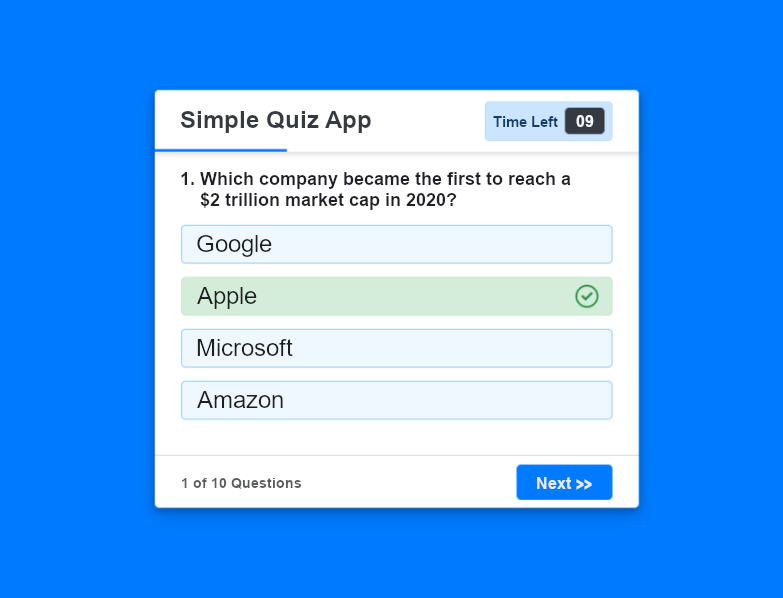 Simple Quiz App
Time Left 09
1. Which company became the first to reach a
$2 trillion market cap in 2020?
Google
Apple
Microsoft
Amazon
1 of 10 Questions
Next >>